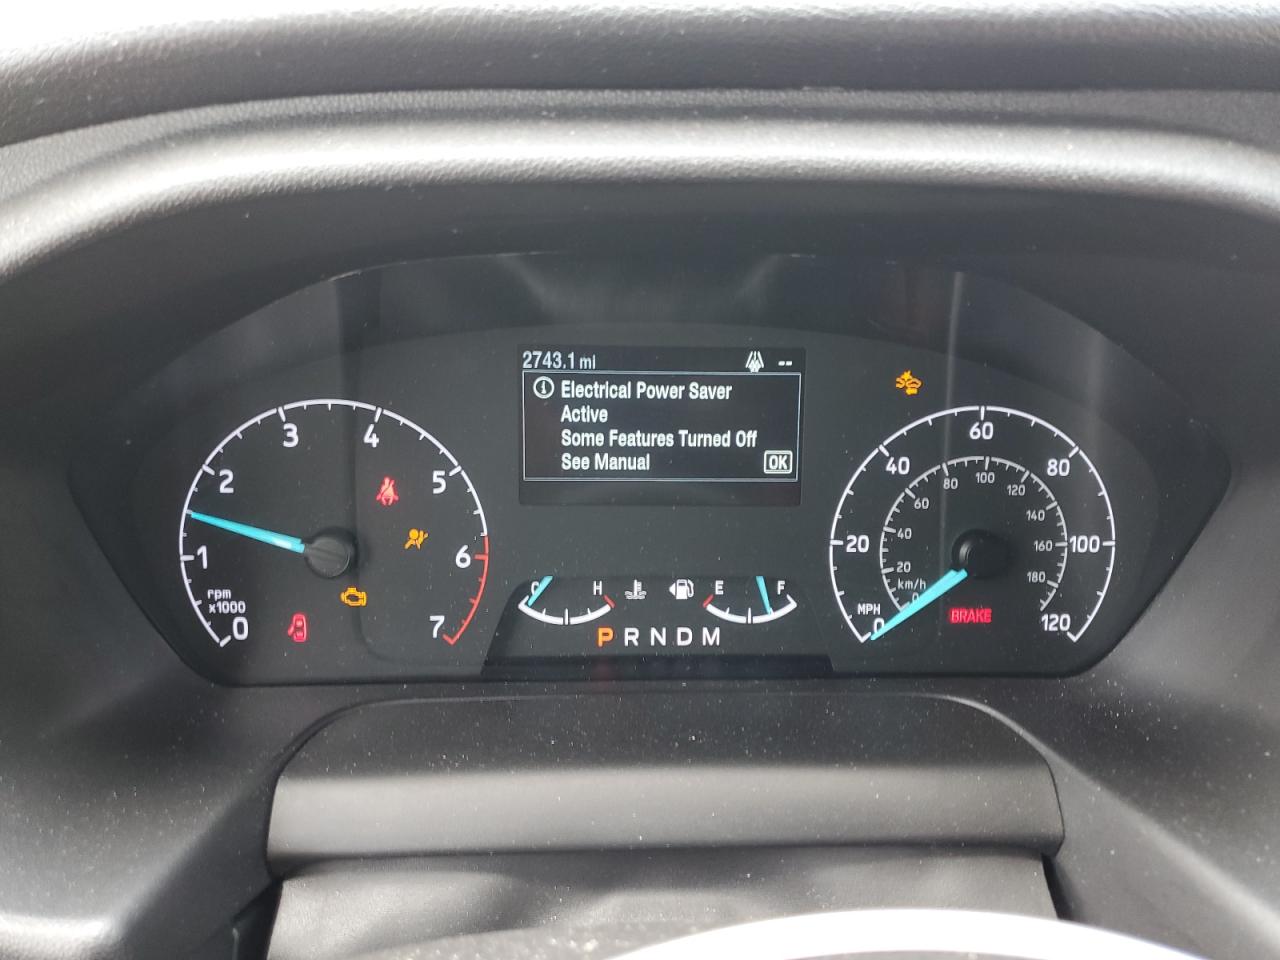 2743.1 mi --
Electrical Power Saver
Active
Some Features Turned Off
See Manual OK
0 1 2 3 4 5 6 7
rpm
x1000
C H E F
P R N D M
0 20 40 60 80 100 120
MPH
0 20 40 60 80 100 120 140 160 180
km/h
BRAKE